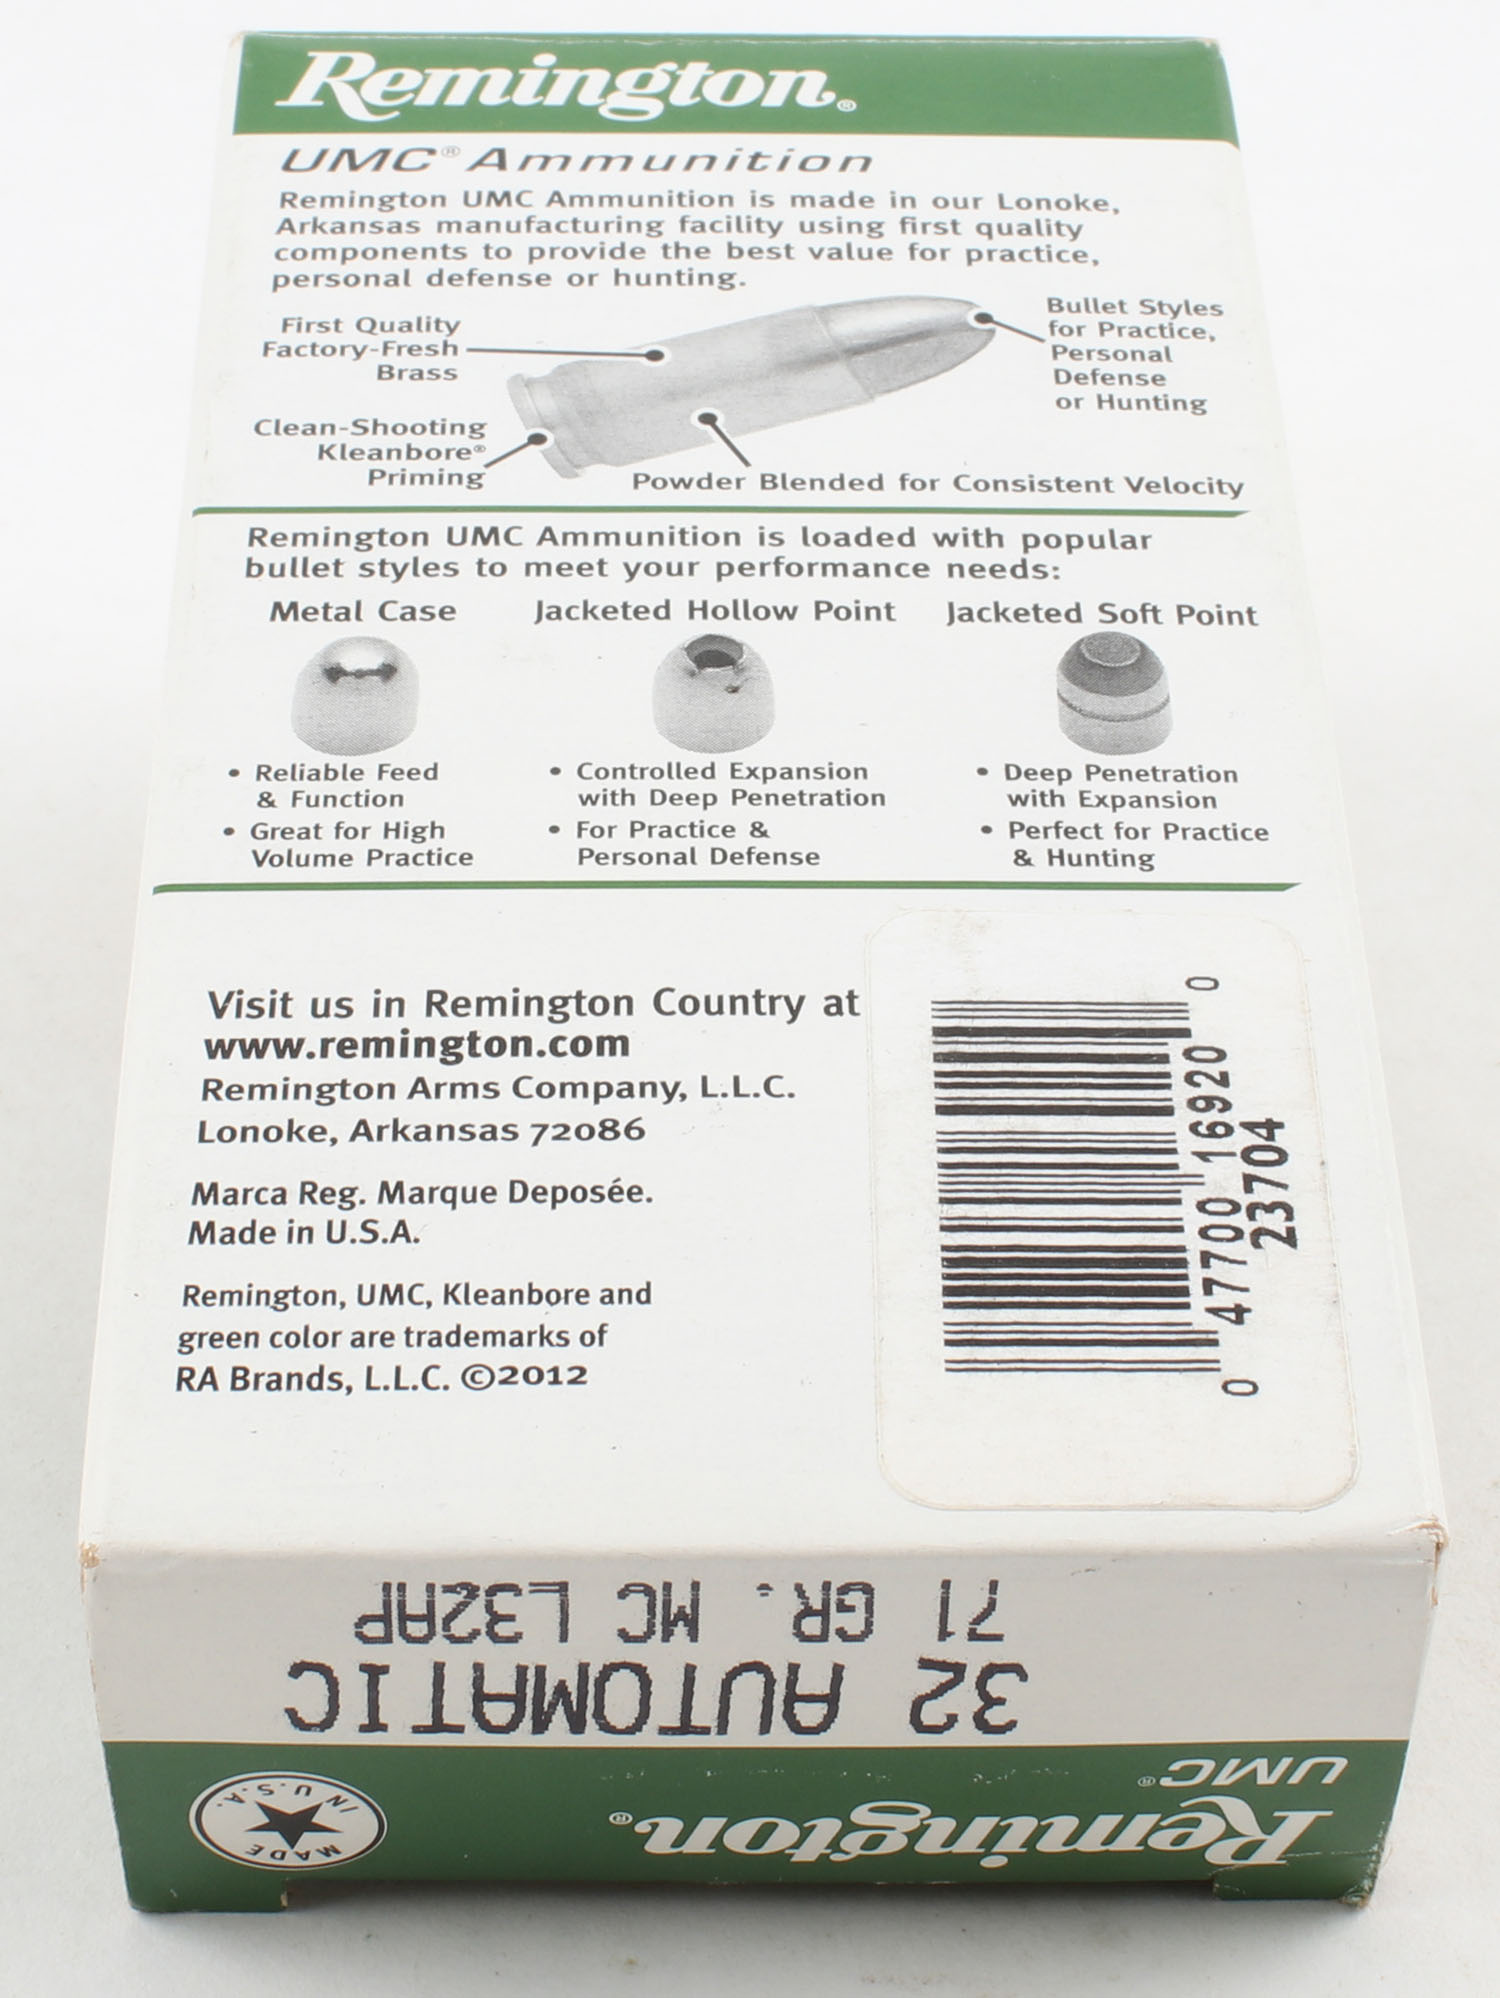 Remington®
UMC® Ammunition
Remington UMC Ammunition is made in our Lonoke,
Arkansas manufacturing facility using first quality
components to provide the best value for practice,
personal defense or hunting.
First Quality
Factory-Fresh
Brass
Clean-Shooting
Kleanbore®
Priming
Bullet Styles
for Practice,
Personal
Defense
or Hunting
Powder Blended for Consistent Velocity
Remington UMC Ammunition is loaded with popular
bullet styles to meet your performance needs:
Metal Case
• Reliable Feed
& Function
• Great for High
Volume Practice
Jacketed Hollow Point
• Controlled Expansion
with Deep Penetration
• For Practice &
Personal Defense
Jacketed Soft Point
• Deep Penetration
with Expansion
• Perfect for Practice
& Hunting
Visit us in Remington Country at
www.remington.com
Remington Arms Company, L.L.C.
Lonoke, Arkansas 72086
Marca Reg. Marque Deposée.
Made in U.S.A.
Remington, UMC, Kleanbore and
green color are trademarks of
RA Brands, L.L.C. ©2012
0 47700 16920 0
23704
Remington®
UMC®
MADE IN U.S.A.
32 AUTOMATIC
71 GR. MC L32AP